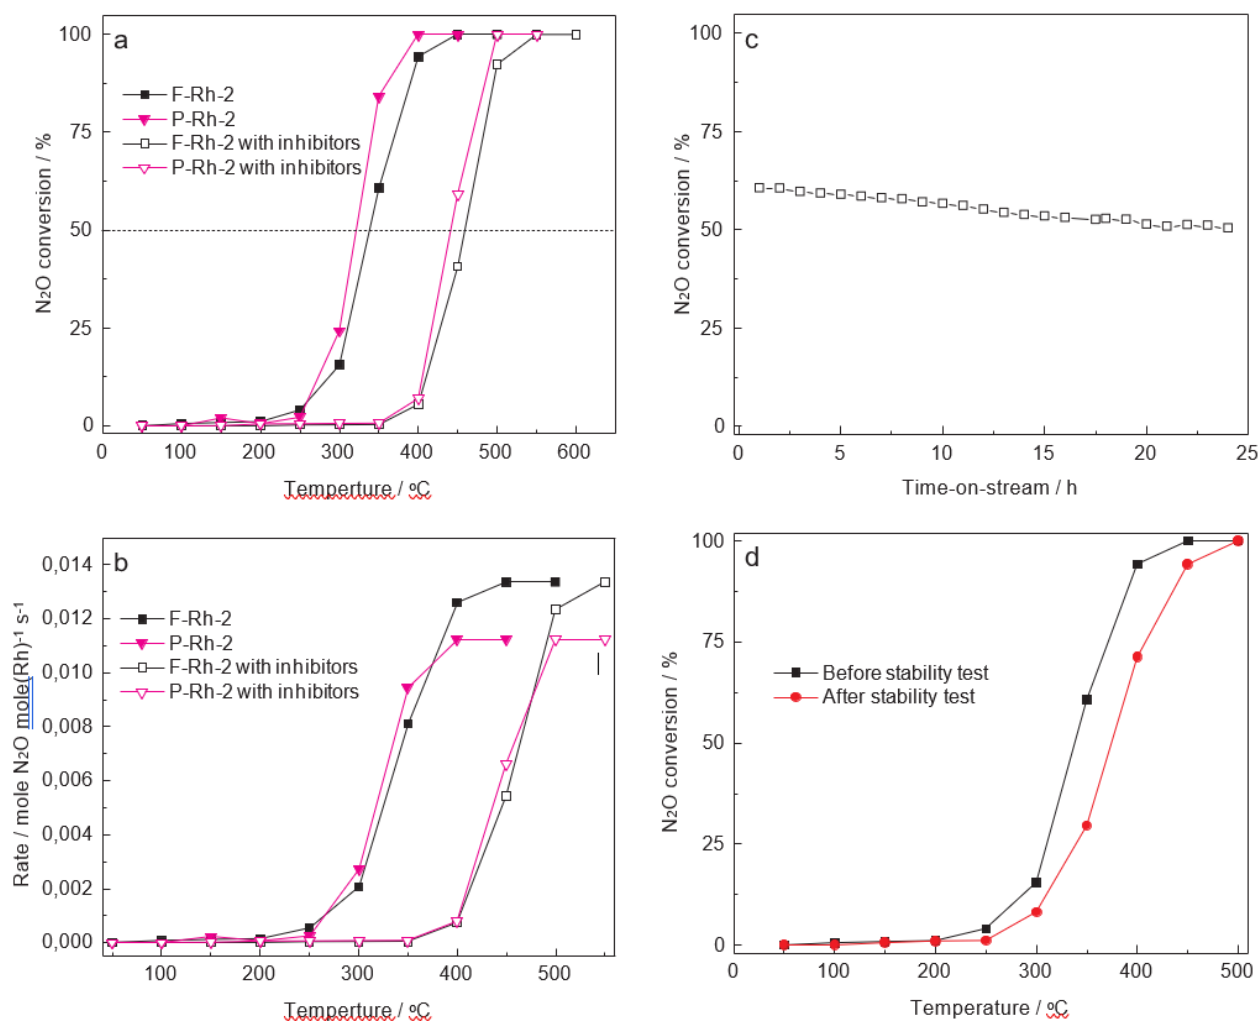 a
100
75
50
25
0
N₂O conversion / %
F-Rh-2
P-Rh-2
F-Rh-2 with inhibitors
P-Rh-2 with inhibitors
0 100 200 300 400 500 600
Temperture / ºC
c
100
75
50
25
0
N₂O conversion / %
0 5 10 15 20 25
Time-on-stream / h
b
0,014
0,012
0,010
0,008
0,006
0,004
0,002
0,000
Rate / mole N₂O mole(Rh)⁻¹ s⁻¹
F-Rh-2
P-Rh-2
F-Rh-2 with inhibitors
P-Rh-2 with inhibitors
100 200 300 400 500
Temperture / ºC
d
100
75
50
25
0
N₂O conversion / %
Before stability test
After stability test
0 100 200 300 400 500
Temperature / ºC